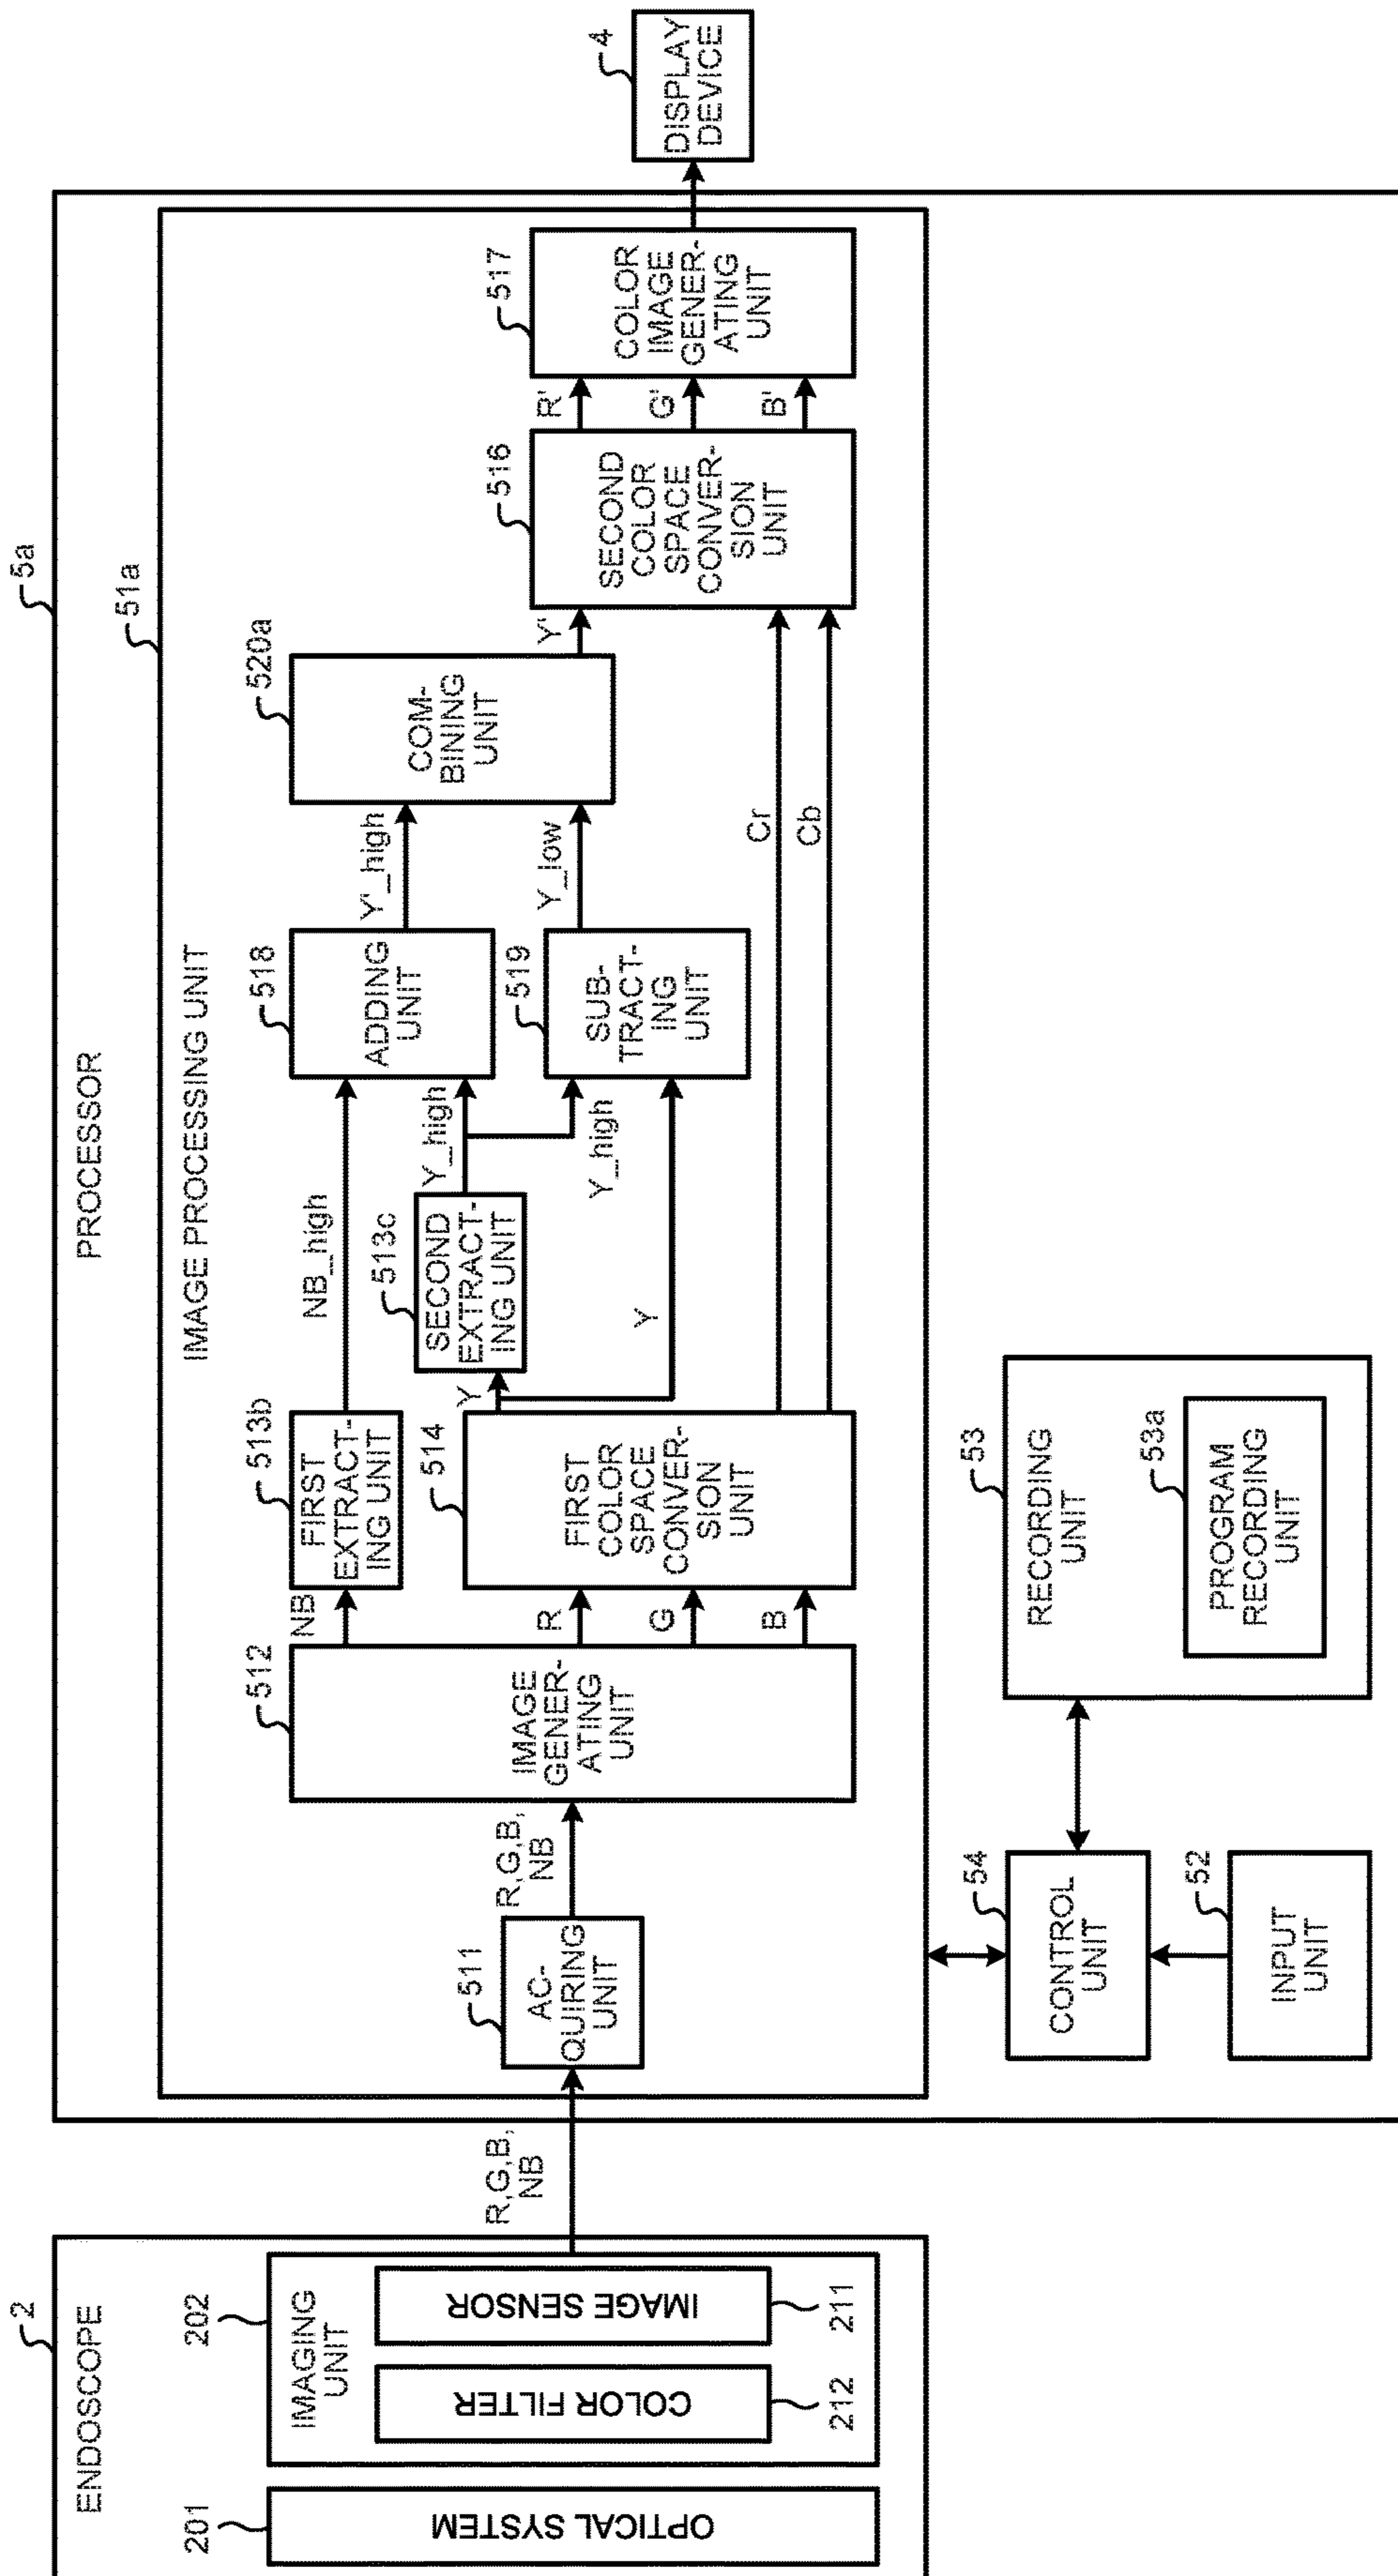 2
ENDOSCOPE
201
OPTICAL SYSTEM
202
IMAGING
UNIT
COLOR FILTER
212
IMAGE SENSOR
211
R,G,B,
NB
5a
PROCESSOR
51a
IMAGE PROCESSING UNIT
511
AC-
QUIRING
UNIT
R,G,B,
NB
512
IMAGE
GENER-
ATING
UNIT
NB
R
G
B
513b
FIRST
EXTRACT-
ING UNIT
514
FIRST
COLOR
SPACE
CONVER-
SION
UNIT
NB_high
Y
513c
SECOND
EXTRACT-
ING UNIT
Y
Y_high
Y_high
518
ADDING
UNIT
519
SUB-
TRACT-
ING
UNIT
Y'_high
Y_low
Cr
Cb
520a
COM-
BINING
UNIT
Y'
516
SECOND
COLOR
SPACE
CONVER-
SION
UNIT
R'
G'
B'
517
COLOR
IMAGE
GENER-
ATING
UNIT
4
DISPLAY
DEVICE
54
CONTROL
UNIT
52
INPUT
UNIT
53
RECORDING
UNIT
53a
PROGRAM
RECORDING
UNIT